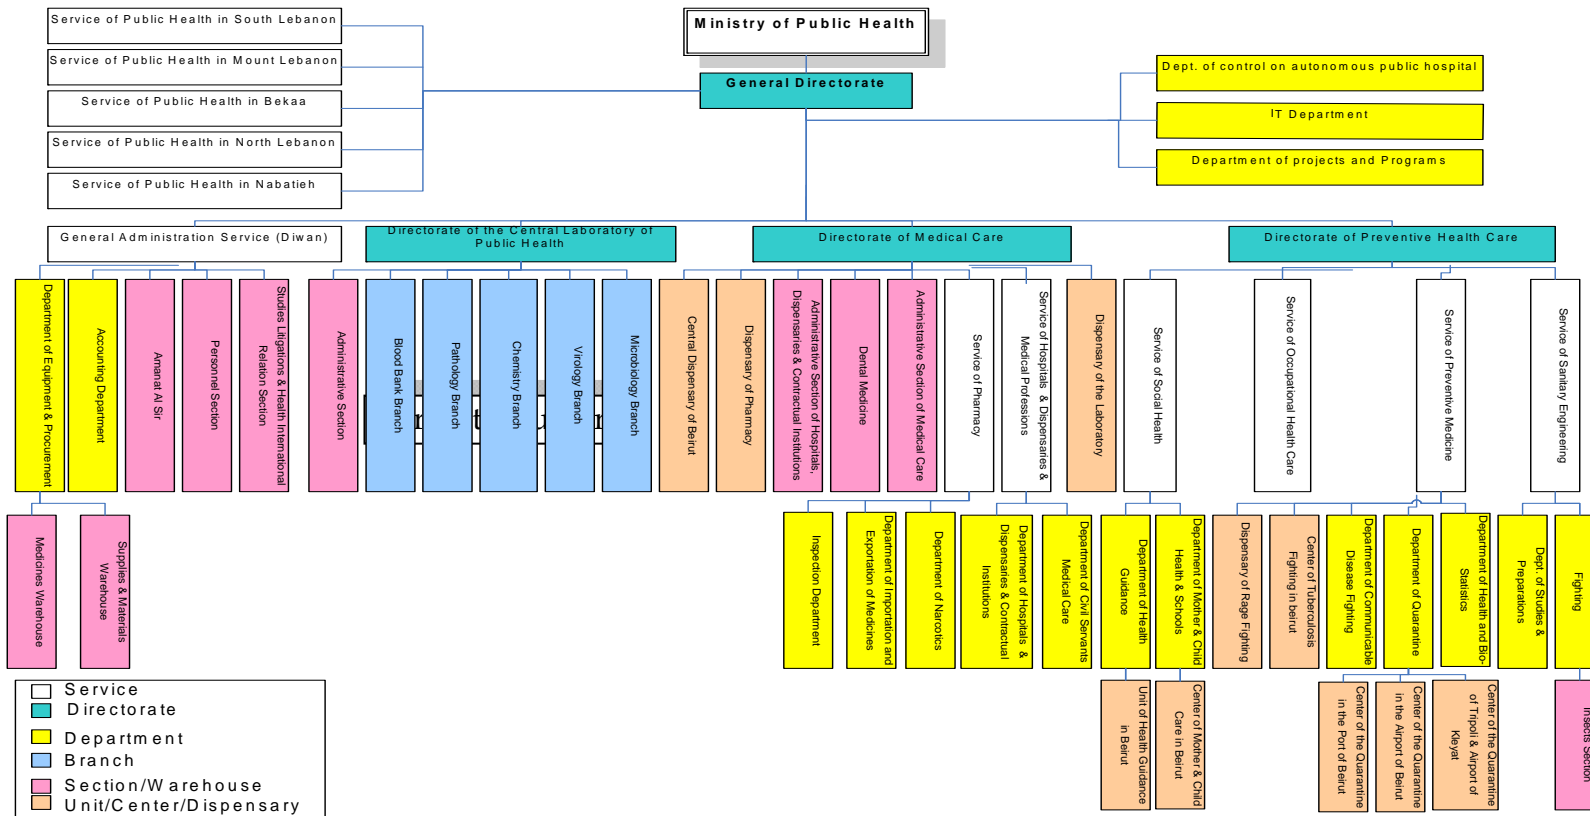 Service of Public Health in South Lebanon
Ministry of Public Health
Service of Public Health in Mount Lebanon
Dept. of control on autonomous public hospital
General Directorate
Service of Public Health in Bekaa
IT Department
Service of Public Health in North Lebanon
Department of projects and Programs
Service of Public Health in Nabatieh
General Administration Service (Diwan)
Directorate of the Central Laboratory of
Public Health
Directorate of Medical Care
Directorate of Preventive Health Care
Department of Equipment & Procurement
Accounting Department
Amanat Al Sir
Personnel Section
Studies Litigations & Health International
Relation Section
Administrative Section
Blood Bank Branch
Pathology Branch
Chemistry Branch
Virology Branch
Microbiology Branch
Central Dispensary of Beirut
Dispensary of Pharmacy
Administrative Section of Hospitals,
Dispensaries & Contractual Institutions
Dental Medicine
Administrative Section of Medical Care
Service of Pharmacy
Service of Hospitals & Dispensaries &
Medical Professions
Dispensary of the Laboratory
Service of Social Health
Service of Occupational Health Care
Service of Preventive Medicine
Service of Sanitary Engineering
Medicines Warehouse
Supplies & Materials
Warehouse
Inspection Department
Department of Importation and
Exportation of Medicines
Department of Narcotics
Department of Hospitals &
Dispensaries & Contractual
Institutions
Department of Civil Servants
Medical Care
Department of Health
Guidance
Department of Mother & Child
Health & Schools
Dispensary of Rage Fighting
Center of Tuberculosis
Fighting in beirut
Department of Communicable
Disease Fighting
Department of Quarantine
Department of Health and Bio-
Statistics
Dept. of Studies &
Preparations
Fighting
Unit of Health Guidance
in Beirut
Center of Mother & Child
Care in Beirut
Center of the Quarantine
in the Port of Beirut
Center of the Quarantine
in the Airport of Beirut
Center of the Quarantine
of Tripoli & Airport of
Kleyat
Insects Section
Service
Directorate
Department
Branch
Section/Warehouse
Unit/Center/Dispensary